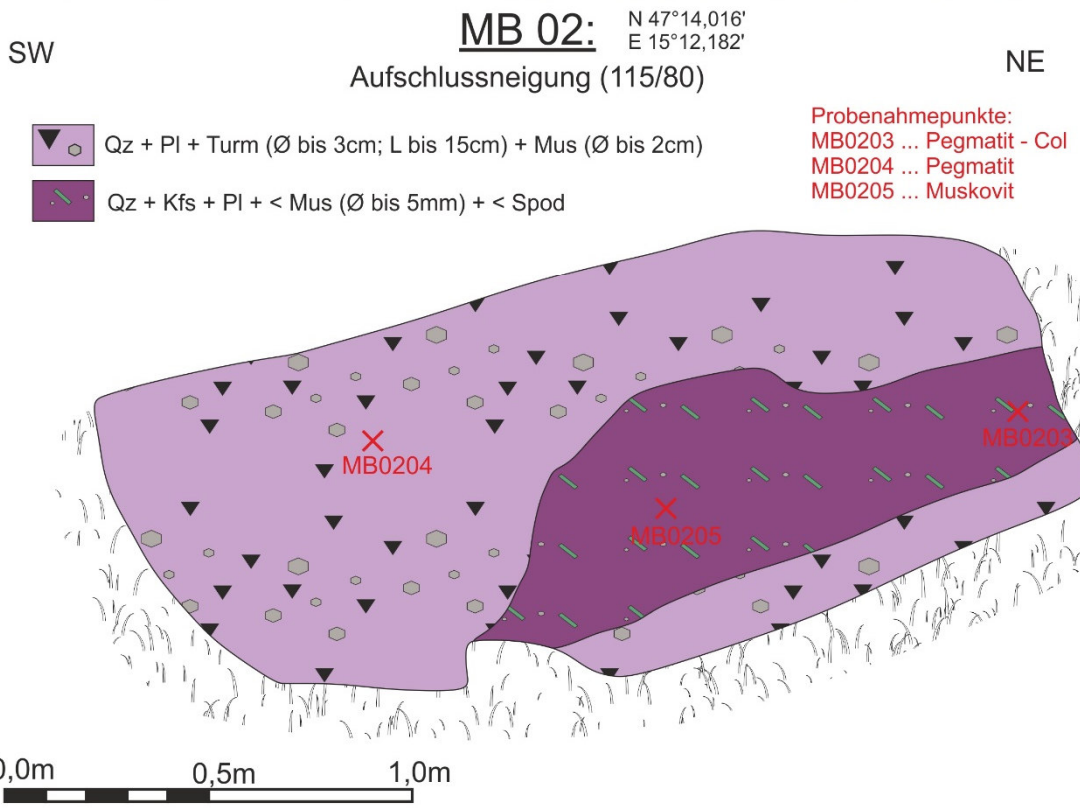 MB 02:
N 47°14,016'
E 15°12,182'
SW
NE
Aufschlussneigung (115/80)
Qz + Pl + Turm (Ø bis 3cm; L bis 15cm) + Mus (Ø bis 2cm)
Qz + Kfs + Pl + < Mus (Ø bis 5mm) + < Spod
Probenahmepunkte:
MB0203 ... Pegmatit - Col
MB0204 ... Pegmatit
MB0205 ... Muskovit
MB0203
MB0204
MB0205
0,0m
0,5m
1,0m